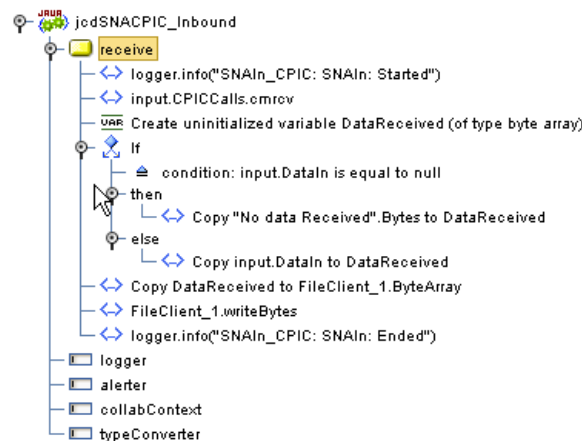 JAVA
jcdSNACPIC_Inbound
receive
logger.info("SNAIn_CPIC: SNAIn: Started")
input.CPICCalls.cmrcv
VAR Create uninitialized variable DataReceived (of type byte array)
If
condition: input.DataIn is equal to null
then
Copy "No data Received".Bytes to DataReceived
else
Copy input.DataIn to DataReceived
Copy DataReceived to FileClient_1.ByteArray
FileClient_1.writeBytes
logger.info("SNAIn_CPIC: SNAIn: Ended")
logger
alerter
collabContext
typeConverter